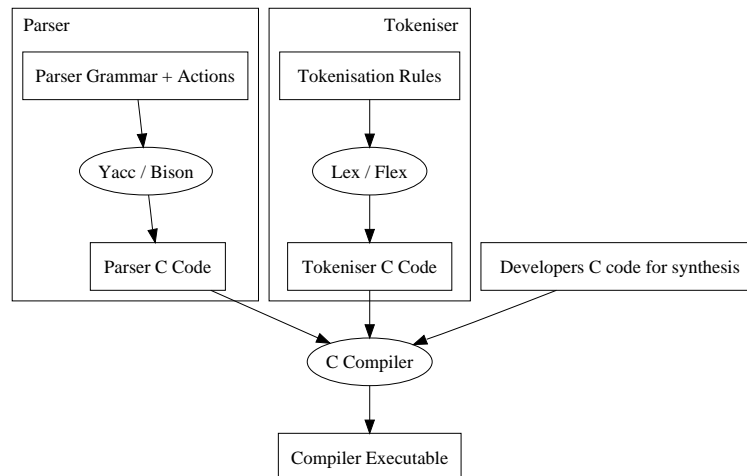 Parser
Tokeniser
Parser Grammar + Actions
Tokenisation Rules
Yacc / Bison
Lex / Flex
Parser C Code
Tokeniser C Code
Developers C code for synthesis
C Compiler
Compiler Executable